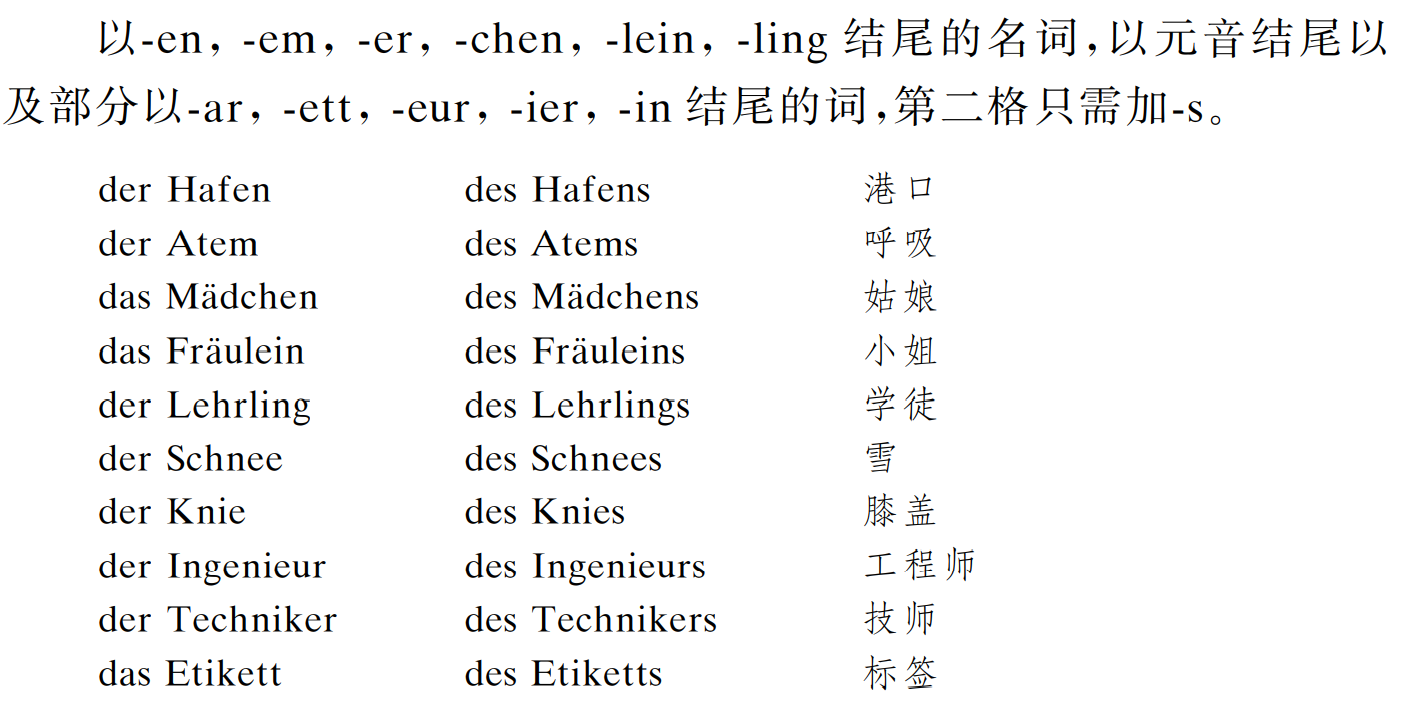 以-en, -em, -er, -chen, -lein, -ling 结尾的名词,以元音结尾以
及部分以-ar, -ett, -eur, -ier, -in 结尾的词,第二格只需加-s。
der Hafen des Hafens 港口
der Atem des Atems 呼吸
das Mädchen des Mädchens 姑娘
das Fräulein des Fräuleins 小姐
der Lehrling des Lehrlings 学徒
der Schnee des Schnees 雪
der Knie des Knies 膝盖
der Ingenieur des Ingenieurs 工程师
der Techniker des Technikers 技师
das Etikett des Etiketts 标签